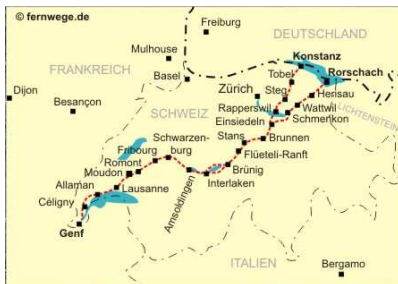 © fernwege.de
Freiburg
DEUTSCHLAND
Mulhouse
Konstanz
FRANKREICH
Basel
Tobel
Rorschach
Zürich
Steg
Herisau
Dijon
Besançon
Rapperswil
Wattwil
LICHTENSTEIN
SCHWEIZ
Einsiedeln
Schmerikon
Schwarzen-
burg
Stans
Brunnen
Fribourg
Romont
Flüeteli-Ranft
Moudon
Brünig
Allaman
Lausanne
Amsoldingen
Interlaken
Céligny
Genf
ITALIEN
Bergamo